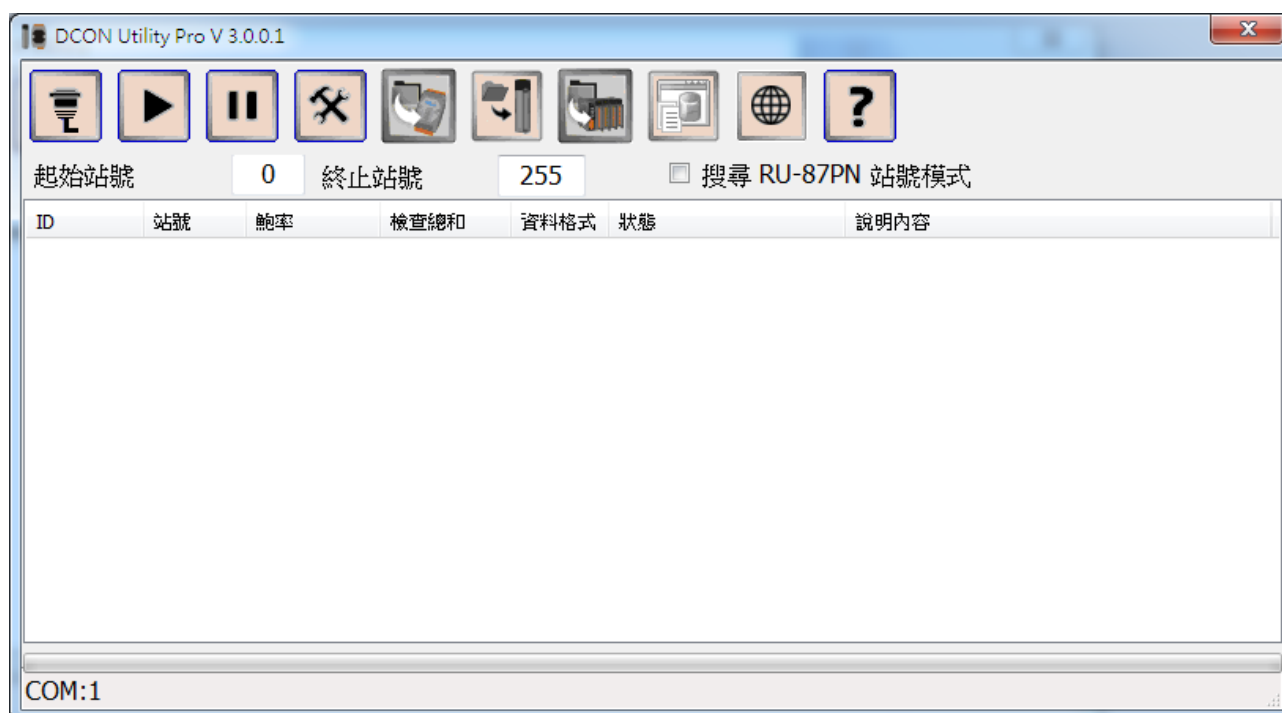 DCON Utility Pro V 3.0.0.1
?
起始站號 0 終止站號 255 搜尋 RU-87PN 站號模式
ID 站號 鮑率 檢查總和 資料格式 狀態 說明內容
COM:1